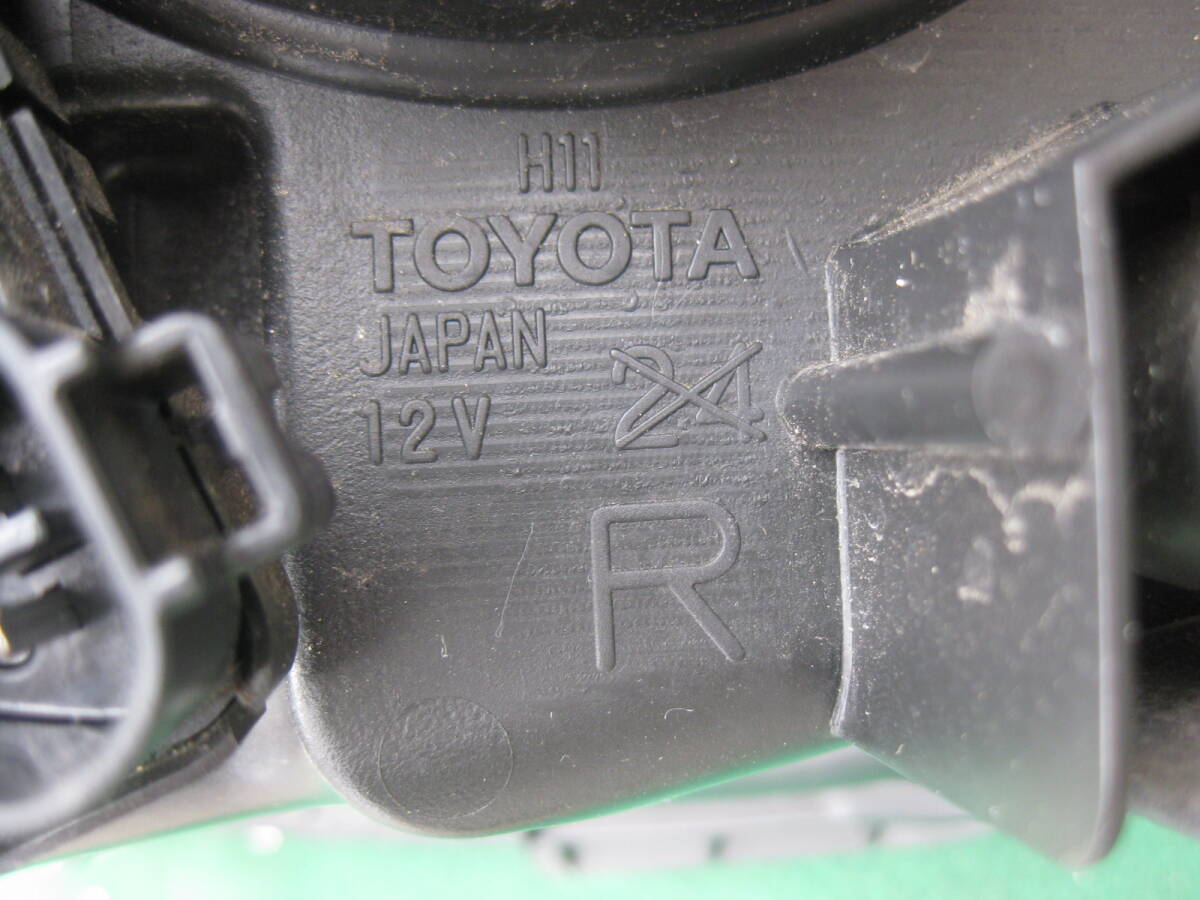 H11
TOYOTA
JAPAN
12V 24
R